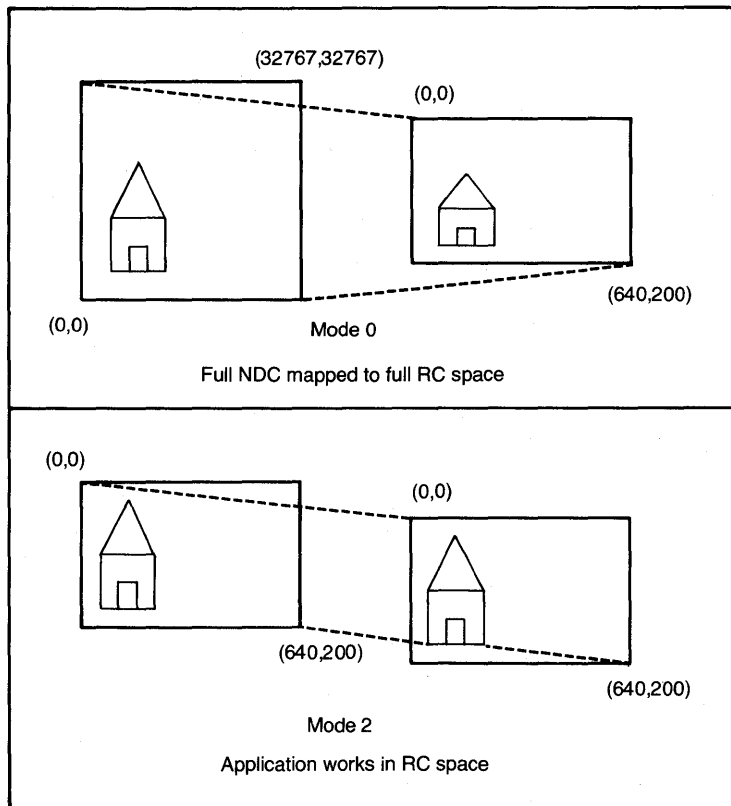 (32767,32767)
(0,0)
(0,0)
(640,200)
Mode 0
Full NDC mapped to full RC space
(0,0)
(0,0)
(640,200)
(640,200)
Mode 2
Application works in RC space